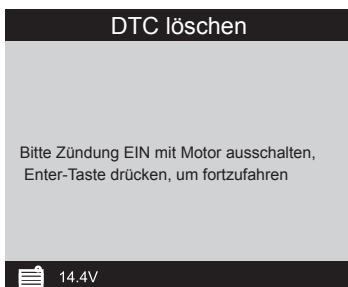 DTC löschen
Bitte Zündung EIN mit Motor ausschalten,
Enter-Taste drücken, um fortzufahren
14.4V